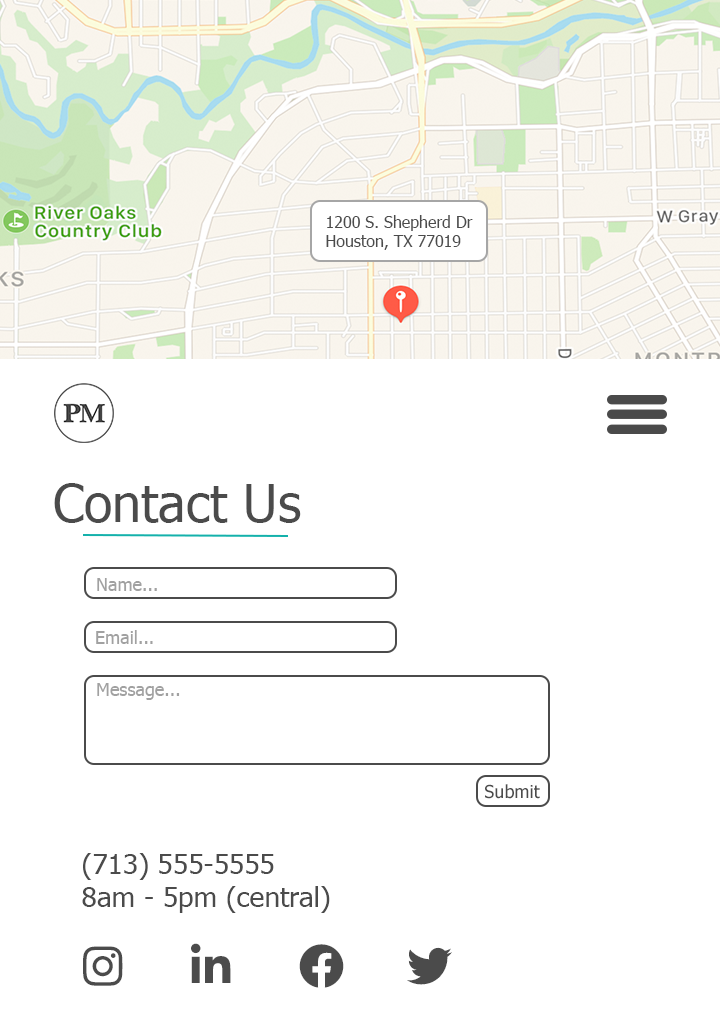 River Oaks
Country Club
1200 S. Shepherd Dr
Houston, TX 77019
W Gray
KS
D
MONTR
PM
Contact Us
Name...
Email...
Message...
Submit
(713) 555-5555
8am - 5pm (central)